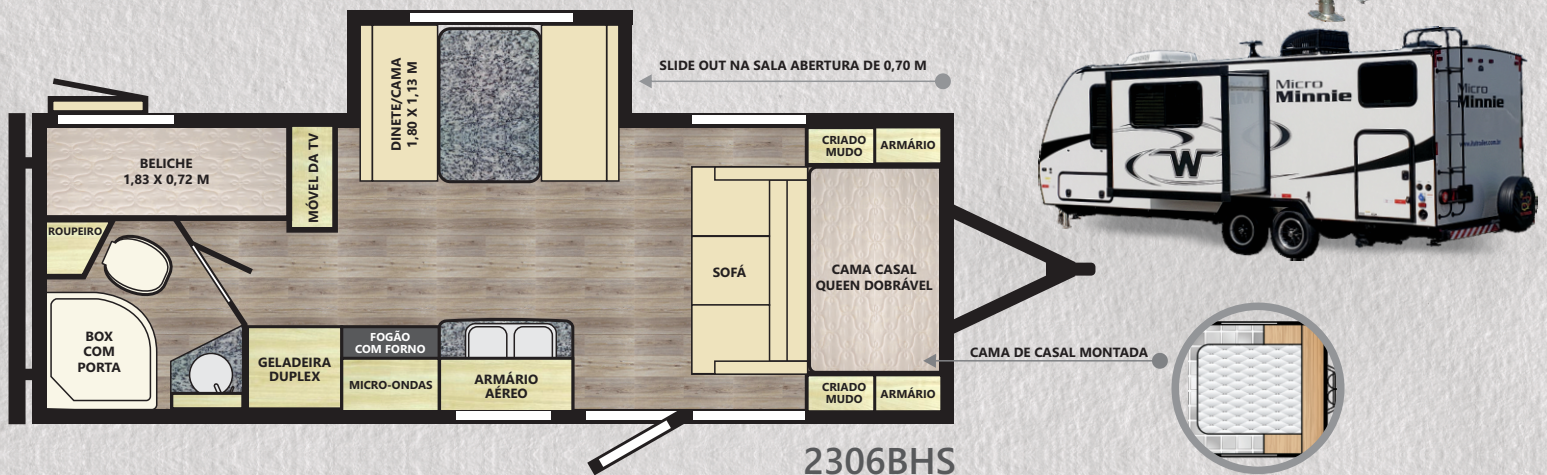 SLIDE OUT NA SALA ABERTURA DE 0,70 M
DINETE/CAMA
1,80 X 1,13 M
BELICHE
1,83 X 0,72 M
MÓVEL DA TV
CRIADO
MUDO
ARMÁRIO
ROUPEIRO
SOFÁ
CAMA CASAL
QUEEN DOBRÁVEL
BOX
COM
PORTA
GELADEIRA
DUPLEX
FOGÃO
COM FORNO
MICRO-ONDAS
ARMÁRIO
AÉREO
CRIADO
MUDO
ARMÁRIO
CAMA DE CASAL MONTADA
2306BHS
Micro
Minnie
Micro
Minnie
W